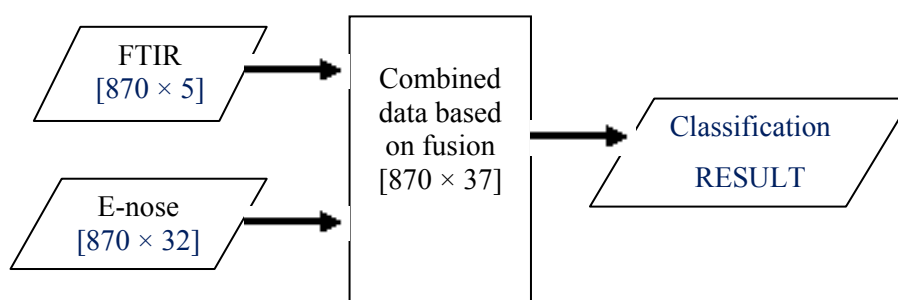 FTIR
[870 × 5]
E-nose
[870 × 32]
Combined
data based
on fusion
[870 × 37]
Classification
RESULT